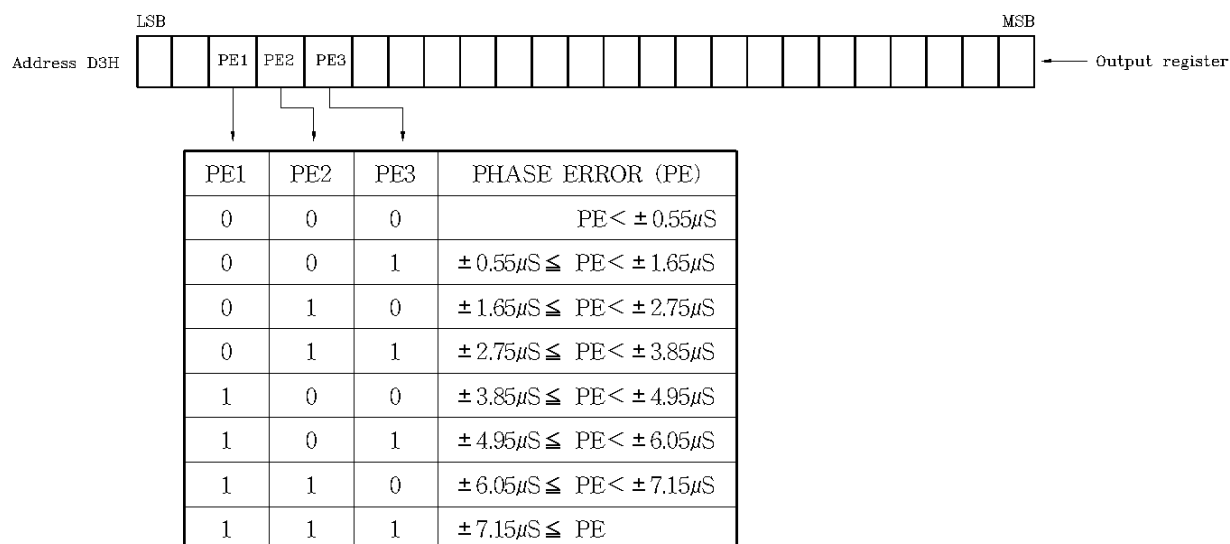 LSB MSB
Address D3H PE1 PE2 PE3 Output register
PE1 PE2 PE3 PHASE ERROR (PE)
0 0 0 PE< ±0.55μS
0 0 1 ±0.55μS≦ PE< ±1.65μS
0 1 0 ±1.65μS≦ PE< ±2.75μS
0 1 1 ±2.75μS≦ PE< ±3.85μS
1 0 0 ±3.85μS≦ PE< ±4.95μS
1 0 1 ±4.95μS≦ PE< ±6.05μS
1 1 0 ±6.05μS≦ PE< ±7.15μS
1 1 1 ±7.15μS≦ PE